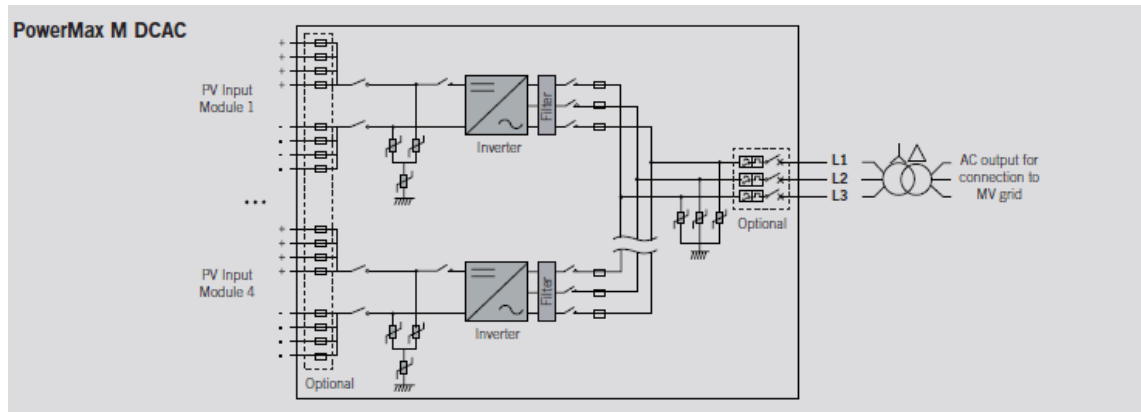 PowerMax M DCAC
+
+
+
+
PV Input
Module 1
-
-
Filter
Inverter
L1
L2
L3
AC output for
connection to
MV grid
Optional
...
+
+
+
+
PV Input
Module 4
-
-
Filter
Inverter
Optional